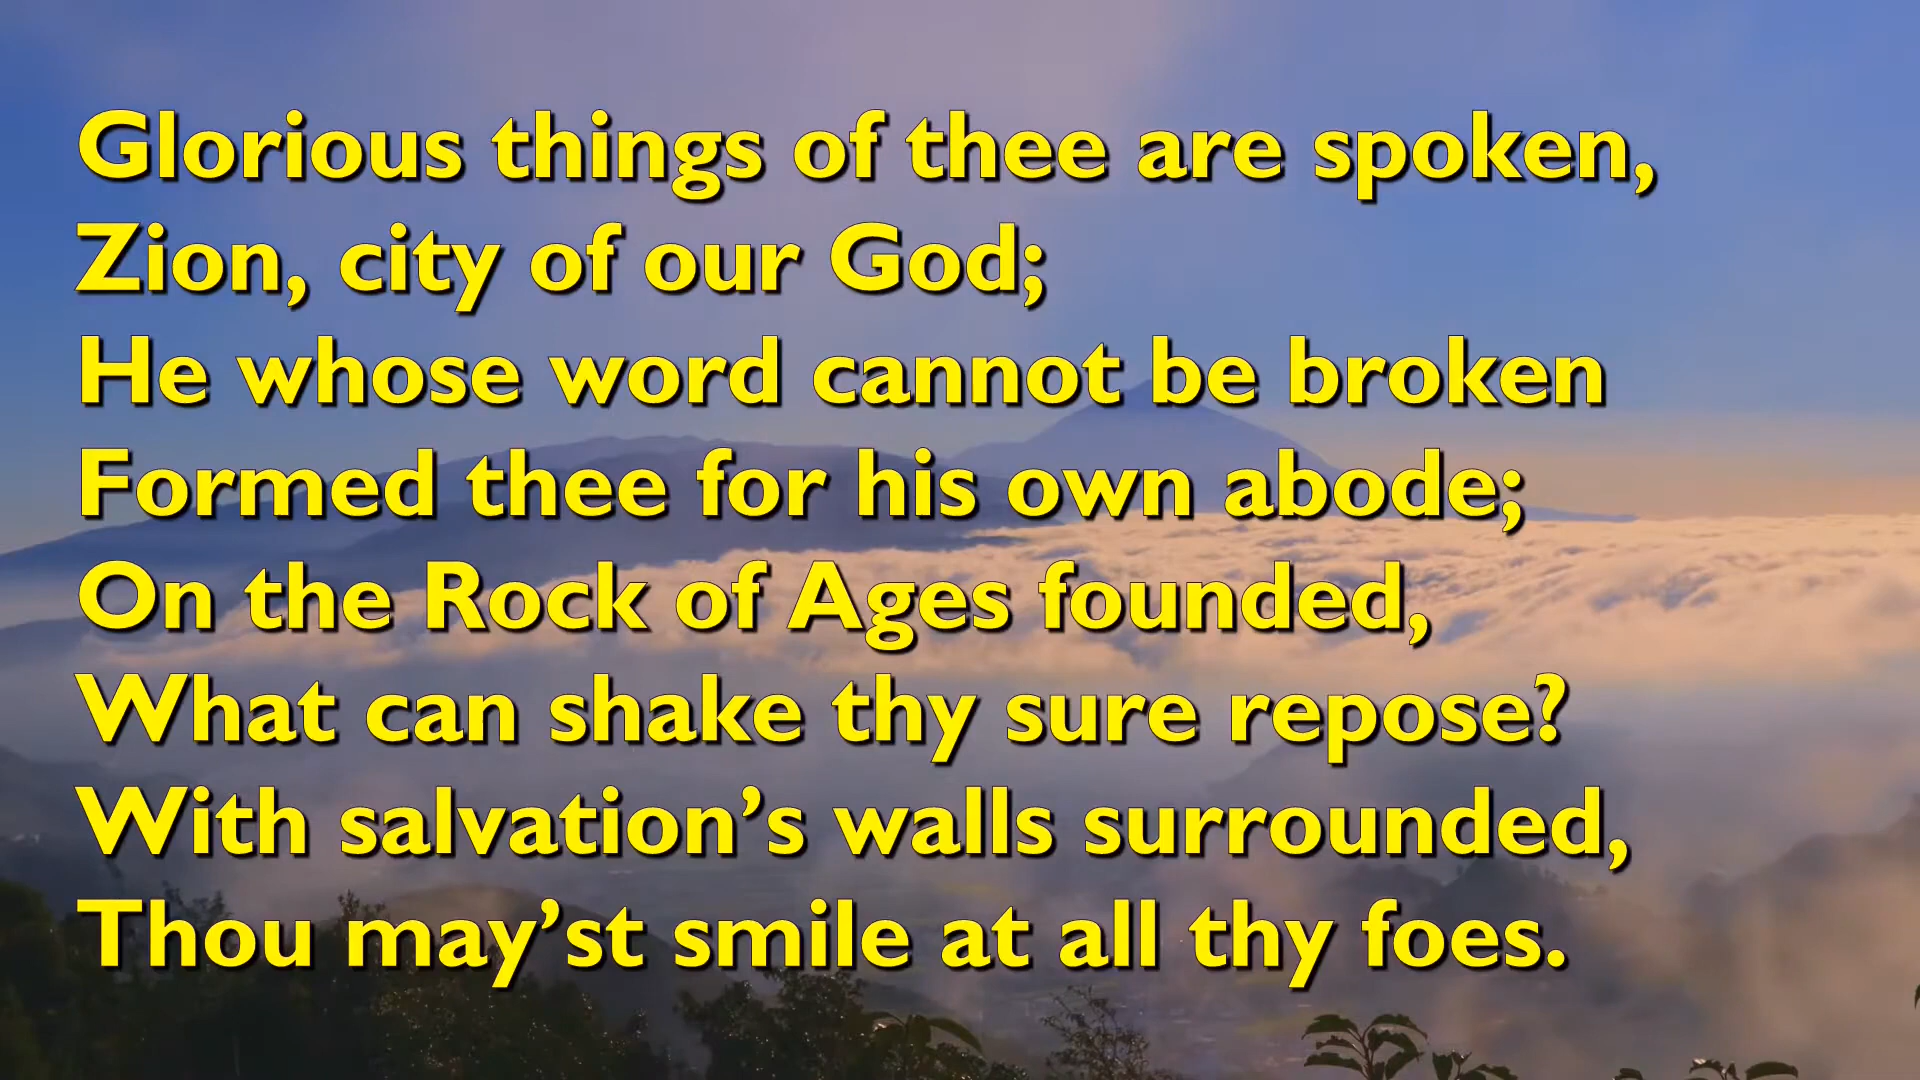 Glorious things of thee are spoken,
Zion, city of our God;
He whose word cannot be broken
Formed thee for his own abode;
On the Rock of Ages founded,
What can shake thy sure repose?
With salvation’s walls surrounded,
Thou may’st smile at all thy foes.